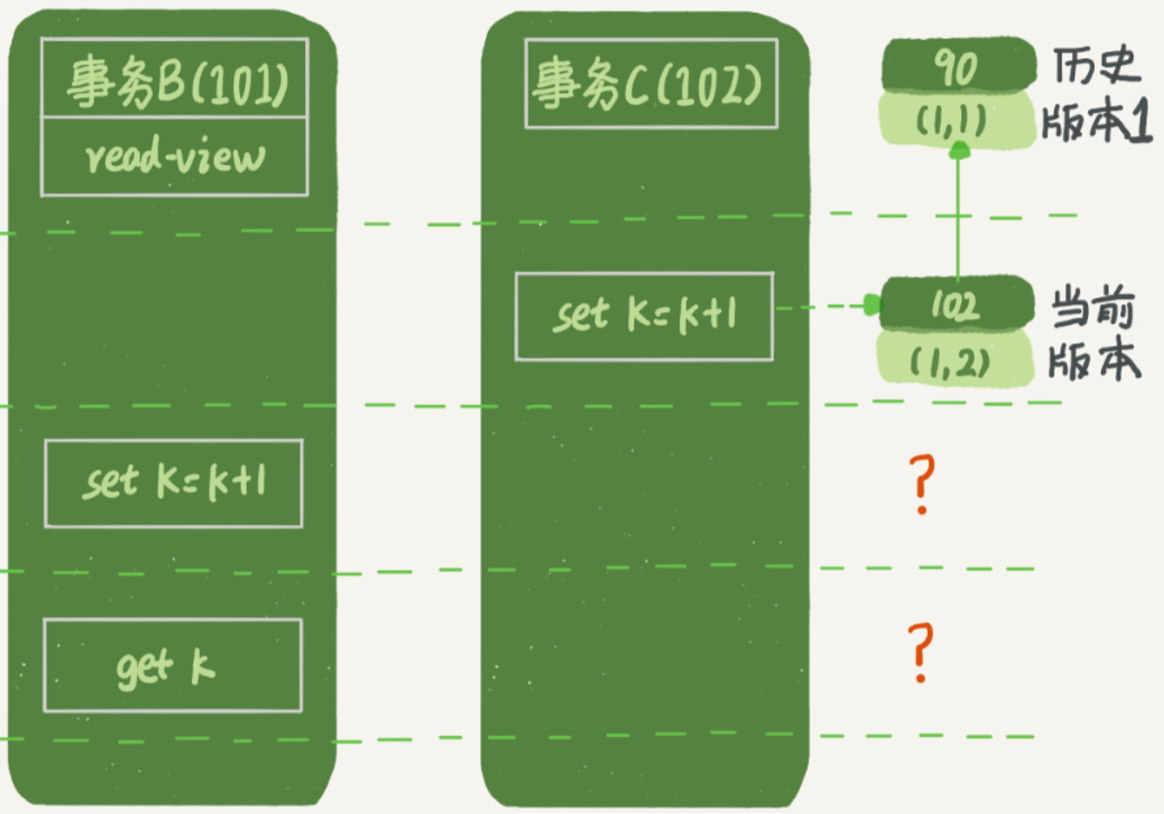 事务B(101)
read-view
事务C(102)
90
(1,1)
历史
版本1
set k=k+1
102
(1,2)
当前
版本
set k=k+1
?
get k
?